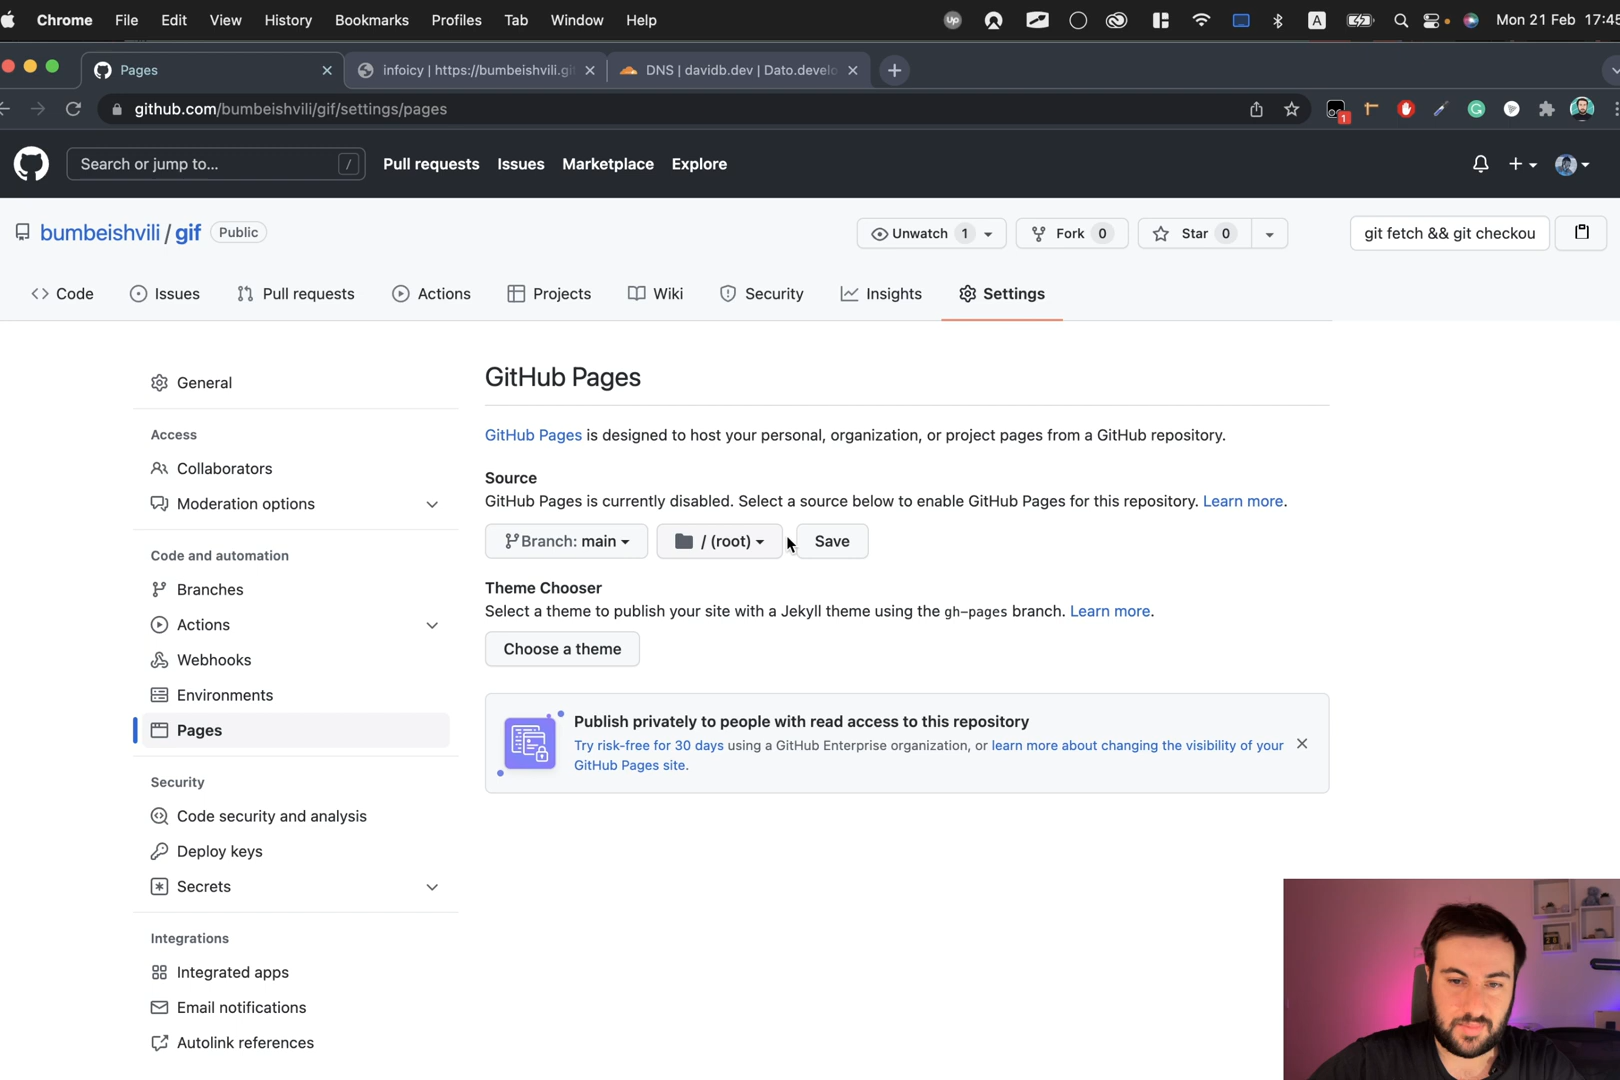 Chrome File Edit View History Bookmarks Profiles Tab Window Help Up A Mon 21 Feb 17:45
Pages infoicy | https://bumbeishvili.git DNS | davidb.dev | Dato.develo
github.com/bumbeishvili/gif/settings/pages 1
Search or jump to... / Pull requests Issues Marketplace Explore
bumbeishvili / gif Public Unwatch 1 Fork 0 Star 0 git fetch && git checkou
Code Issues Pull requests Actions Projects Wiki Security Insights Settings
General
Access
Collaborators
Moderation options
Code and automation
Branches
Actions
Webhooks
Environments
Pages
Security
Code security and analysis
Deploy keys
Secrets
Integrations
Integrated apps
Email notifications
Autolink references
GitHub Pages
GitHub Pages is designed to host your personal, organization, or project pages from a GitHub repository.
Source
GitHub Pages is currently disabled. Select a source below to enable GitHub Pages for this repository. Learn more.
Branch: main / (root) Save
Theme Chooser
Select a theme to publish your site with a Jekyll theme using the gh-pages branch. Learn more.
Choose a theme
Publish privately to people with read access to this repository
Try risk-free for 30 days using a GitHub Enterprise organization, or learn more about changing the visibility of your
GitHub Pages site.